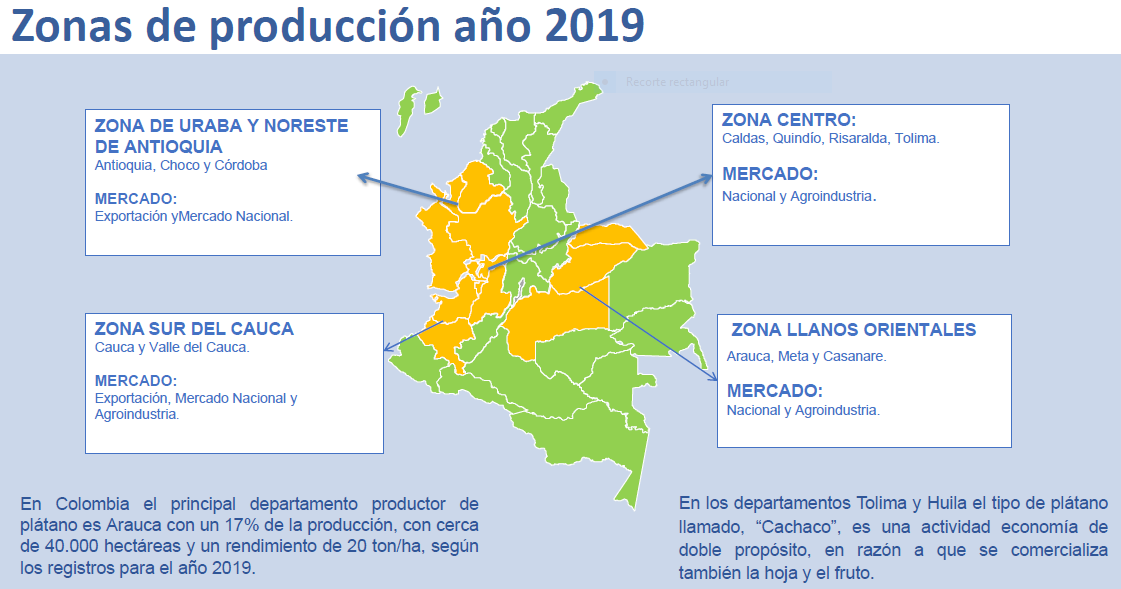 Zonas de producción año 2019
Recorte rectangular
ZONA DE URABA Y NORESTE
DE ANTIOQUIA
Antioquia, Choco y Córdoba
MERCADO:
Exportación yMercado Nacional.
ZONA CENTRO:
Caldas, Quindío, Risaralda, Tolima.
MERCADO:
Nacional y Agroindustria.
ZONA SUR DEL CAUCA
Cauca y Valle del Cauca.
MERCADO:
Exportación, Mercado Nacional y
Agroindustria.
ZONA LLANOS ORIENTALES
Arauca, Meta y Casanare.
MERCADO:
Nacional y Agroindustria.
En Colombia el principal departamento productor de
plátano es Arauca con un 17% de la producción, con cerca
de 40.000 hectáreas y un rendimiento de 20 ton/ha, según
los registros para el año 2019.
En los departamentos Tolima y Huila el tipo de plátano
llamado, “Cachaco”, es una actividad economía de
doble propósito, en razón a que se comercializa
también la hoja y el fruto.